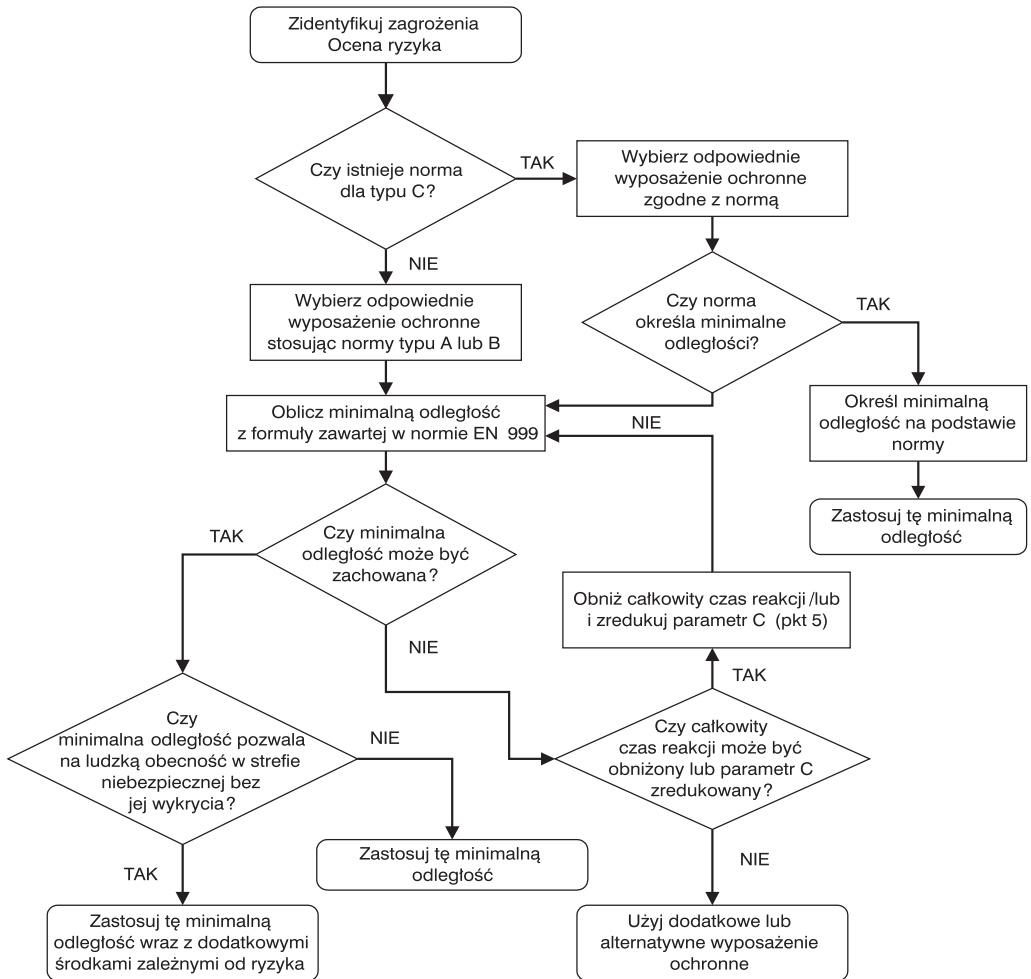 Zidentyfikuj zagrożenia
Ocena ryzyka
Czy istnieje norma
dla typu C?
TAK
Wybierz odpowiednie
wyposażenie ochronne
zgodne z normą
NIE
Wybierz odpowiednie
wyposażenie ochronne
stosując normy typu A lub B
Czy norma
określa minimalne
odległości?
TAK
Określ minimalną
odległość na podstawie
normy
Zastosuj tę minimalną
odległość
NIE
Oblicz minimalną odległość
z formuły zawartej w normie EN 999
Czy minimalna
odległość może być
zachowana?
TAK
NIE
Obniż całkowity czas reakcji /lub
i zredukuj parametr C (pkt 5)
TAK
Czy całkowity
czas reakcji może być
obniżony lub parametr C
zredukowany?
NIE
Użyj dodatkowe lub
alternatywne wyposażenie
ochronne
Czy
minimalna odległość pozwala
na ludzką obecność w strefie
niebezpiecznej bez
jej wykrycia?
NIE
Zastosuj tę minimalną
odległość
TAK
Zastosuj tę minimalną
odległość wraz z dodatkowymi
środkami zależnymi od ryzyka